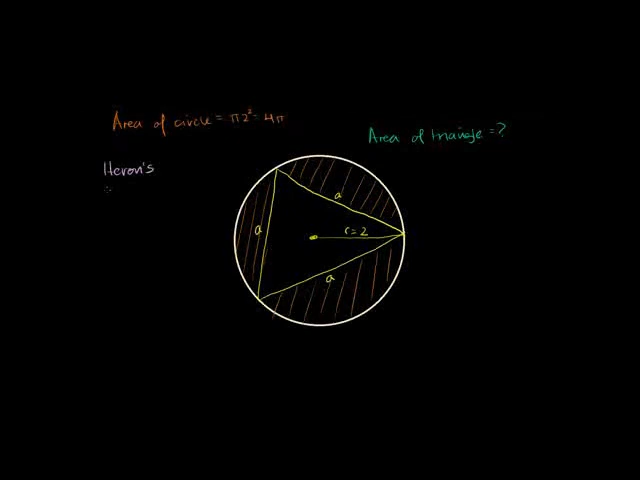 Area of circle = π2² = 4π
Area of triangle = ?
Heron's
a
a
r = 2
a